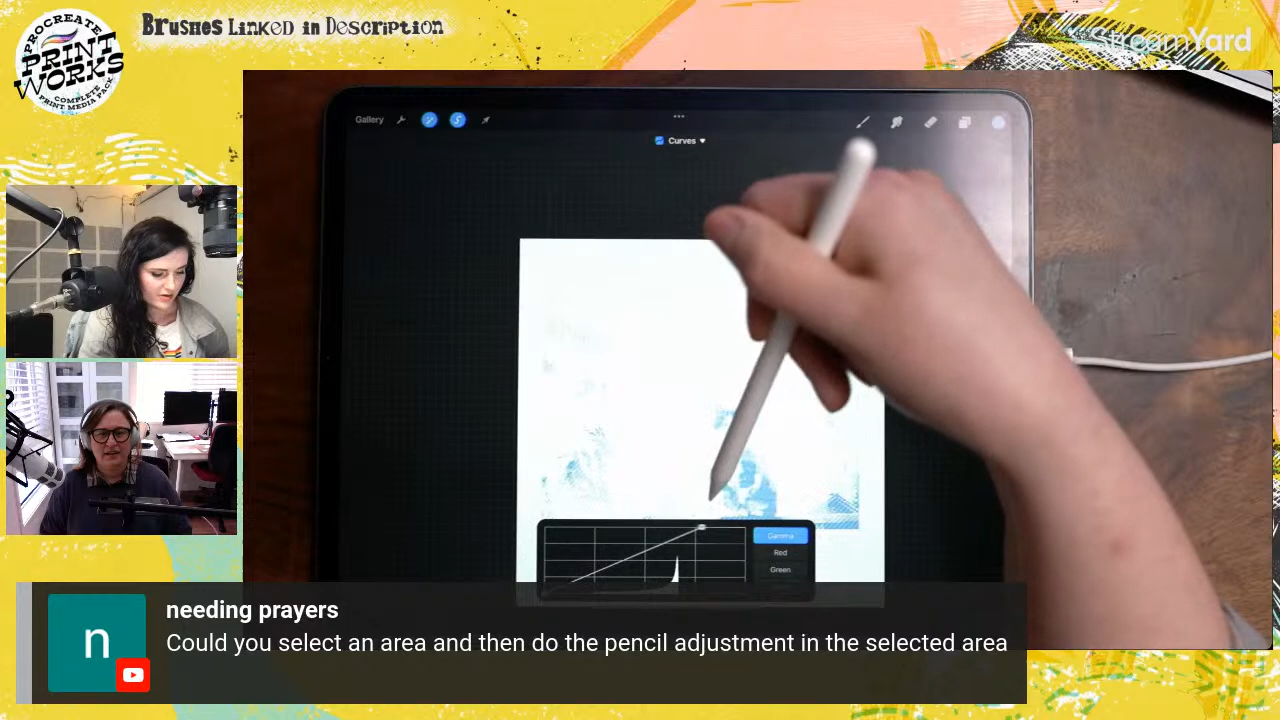 PROCREATE
PRINT
WORKS
COMPLETE
PRINT MEDIA PACK
Brushes Linked in Description
StreamYard
Gallery
Curves
Gamma
Red
Green
needing prayers
Could you select an area and then do the pencil adjustment in the selected area
n